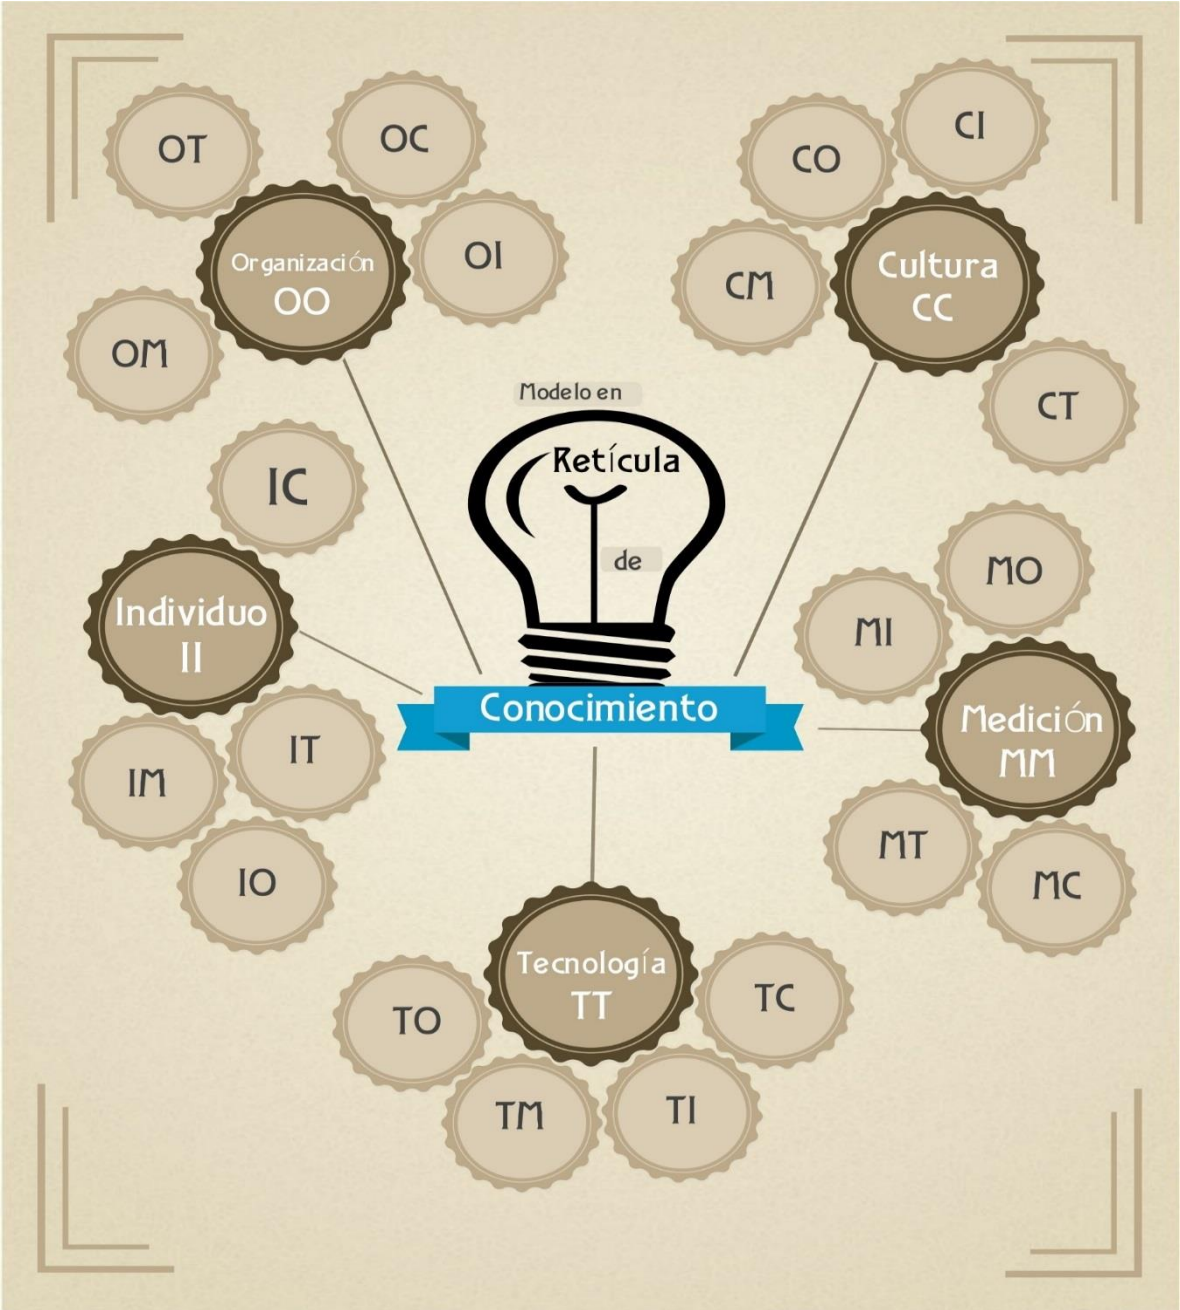 OT
OC
OI
Organización
OO
OM
CI
CO
CM
Cultura
CC
CT
Modelo en
Retícula
de
Conocimiento
IC
Individuo
II
IT
IM
IO
MO
MI
Medición
MM
MT
MC
Tecnología
TT
TO
TC
TM
TI